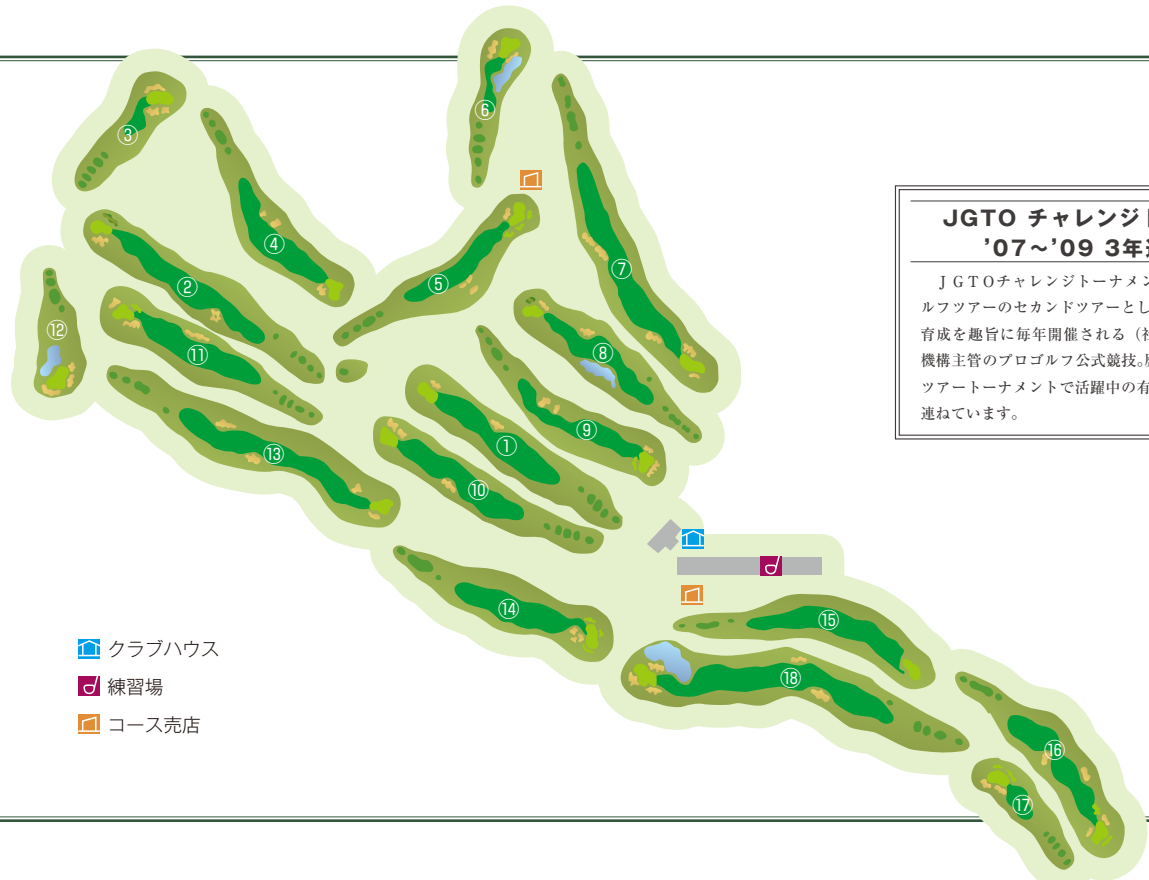 ⑥
③
④
⑦
⑤
②
⑫
⑪
⑧
⑨
①
⑬
⑩
⑭
⑮
⑱
⑯
⑰
クラブハウス
練習場
コース売店
JGTO チャレンジ
’07～’09 3年
ＪＧＴＯチャレンジトーナメン
ルフツアーのセカンドツアーとし
育成を趣旨に毎年開催される（
機構主管のプロゴルフ公式競技。
ツアートーナメントで活躍中の有
連ねています。